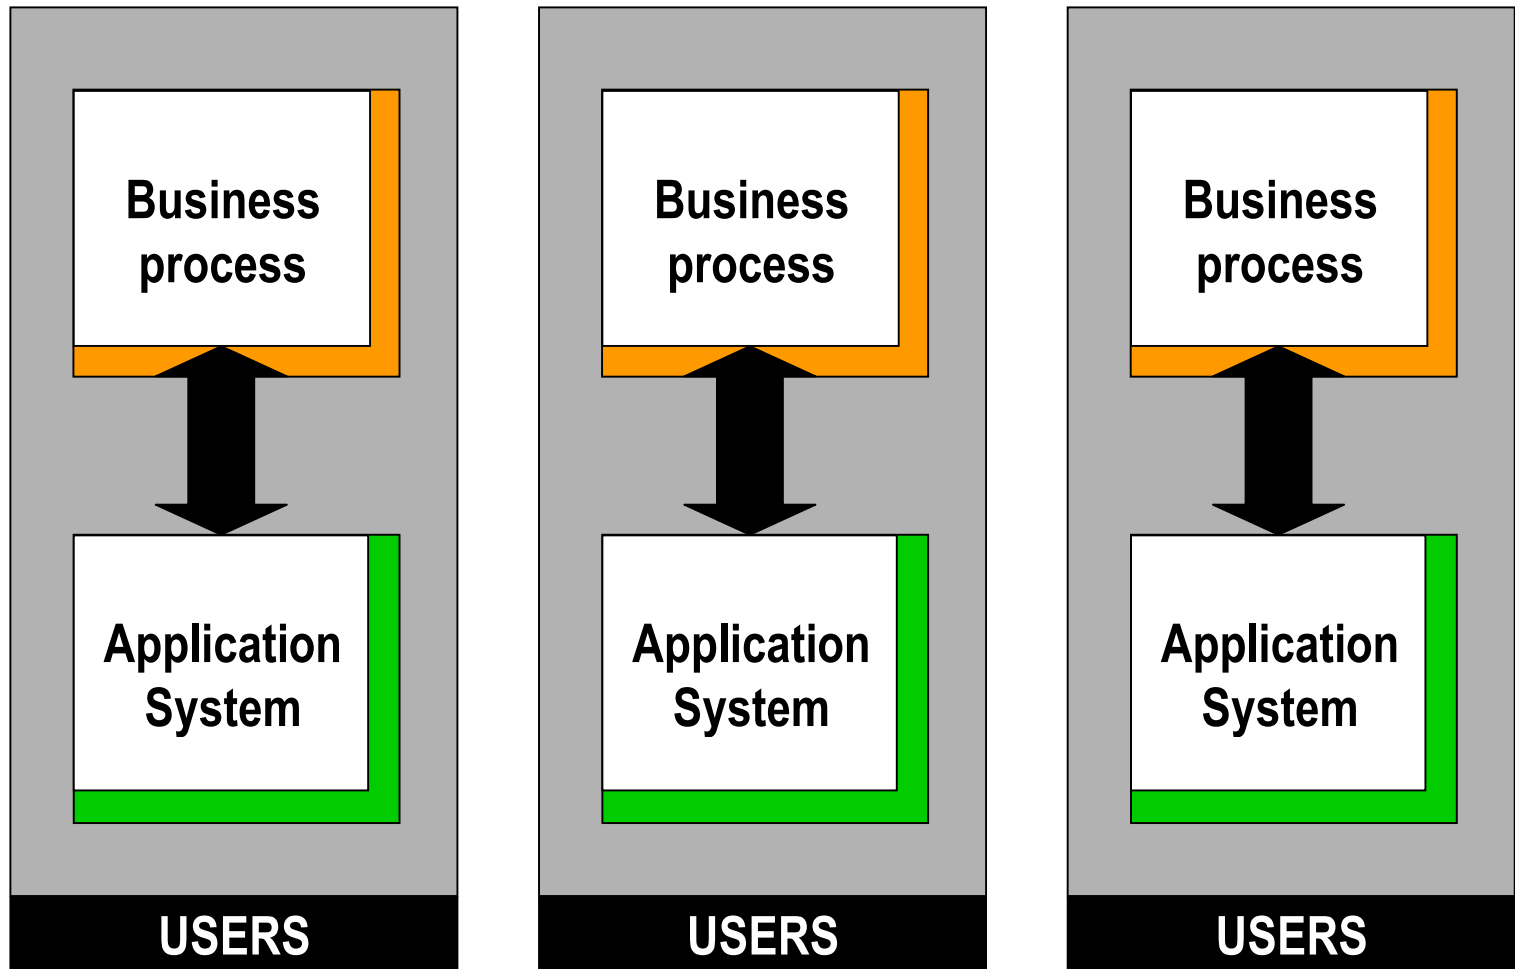 Business
process
Application
System
USERS
Business
process
Application
System
USERS
Business
process
Application
System
USERS